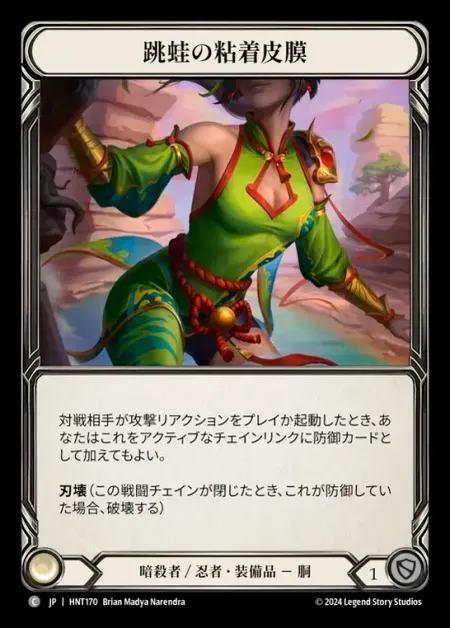 跳蛙の粘着皮膜
対戦相手が攻撃リアクションをプレイか起動したとき、あ
なたはこれをアクティブなチェインリンクに防御カードと
して加えてもよい。
刃壊（この戦闘チェインが閉じたとき、これが防御してい
た場合、破壊する）
暗殺者 / 忍者・装備品 － 胴
1
C JP | HNT170 Brian Madya Narendra
© 2024 Legend Story Studios